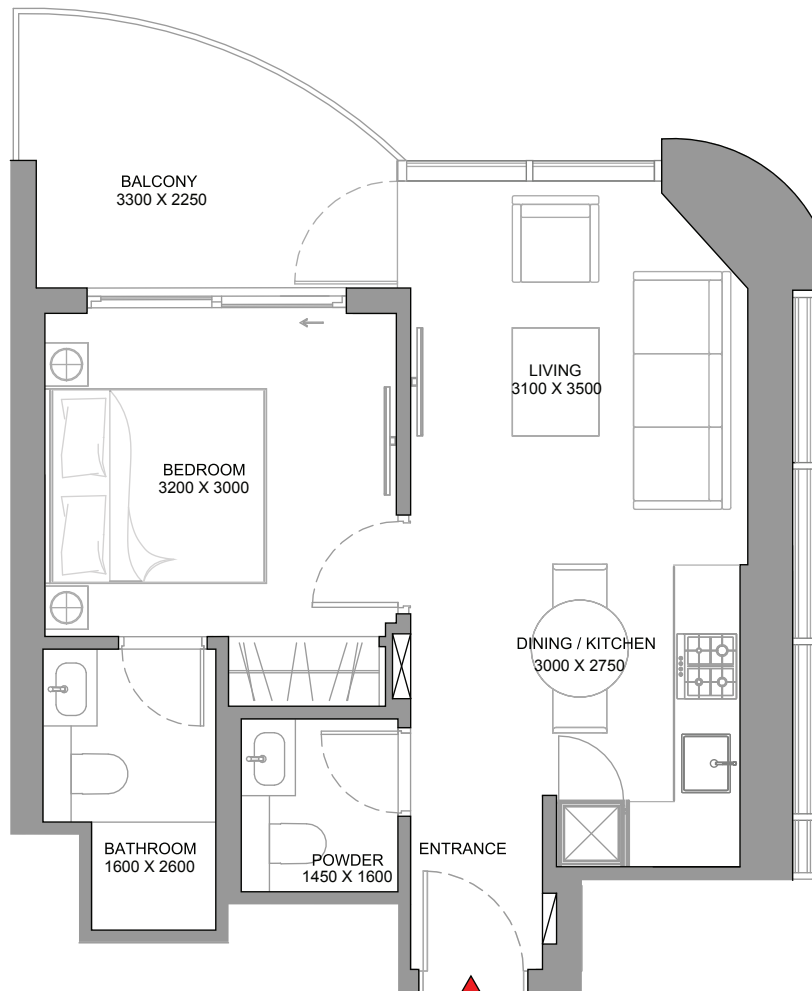 BALCONY
3300 X 2250
LIVING
3100 X 3500
BEDROOM
3200 X 3000
DINING / KITCHEN
3000 X 2750
BATHROOM
1600 X 2600
POWDER
1450 X 1600
ENTRANCE